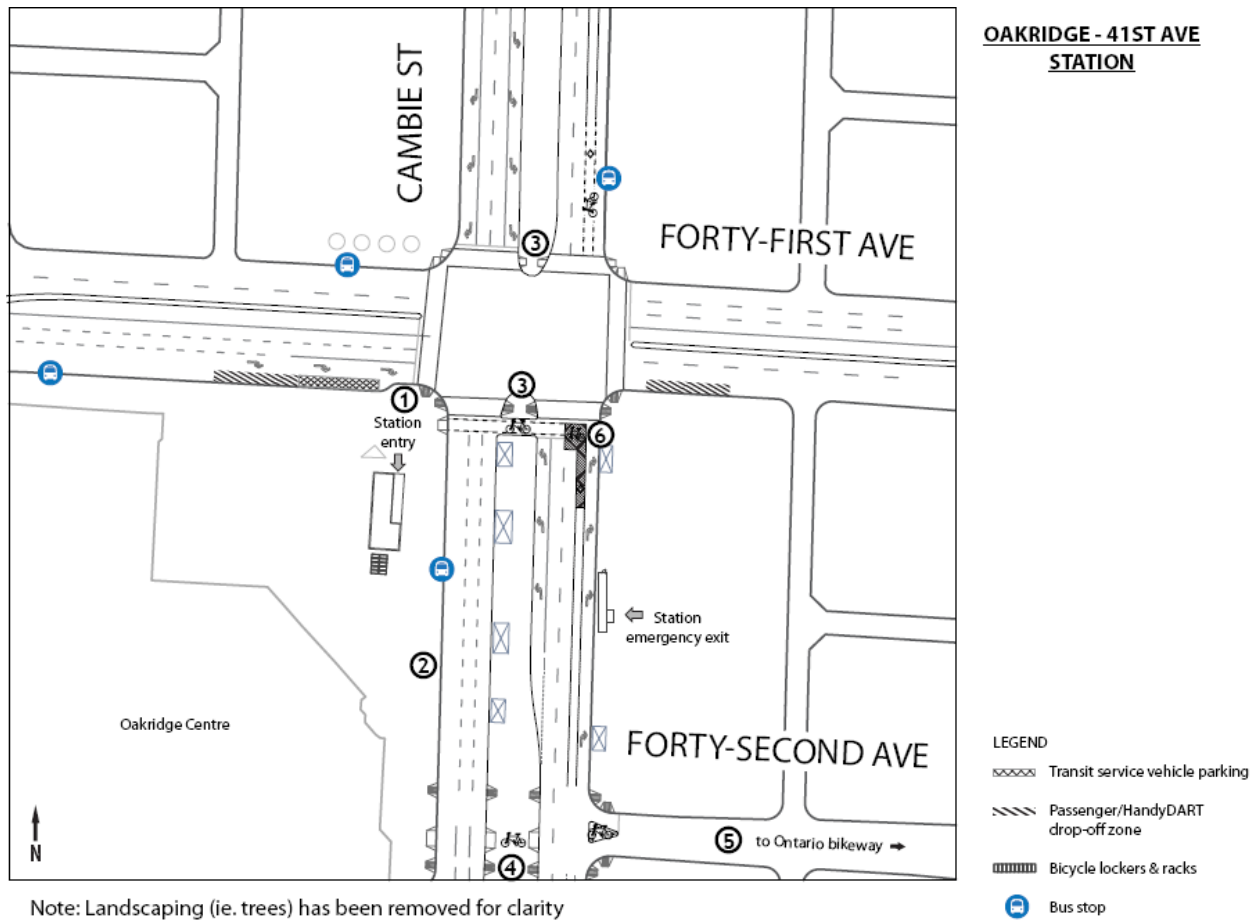 OAKRIDGE - 41ST AVE
STATION
CAMBIE ST
FORTY-FIRST AVE
3
3
1
Station
entry
6
Station
emergency exit
2
Oakridge Centre
FORTY-SECOND AVE
5 to Ontario bikeway
4
N
LEGEND
Transit service vehicle parking
Passenger/HandyDART
drop-off zone
Bicycle lockers & racks
Bus stop
Note: Landscaping (ie. trees) has been removed for clarity